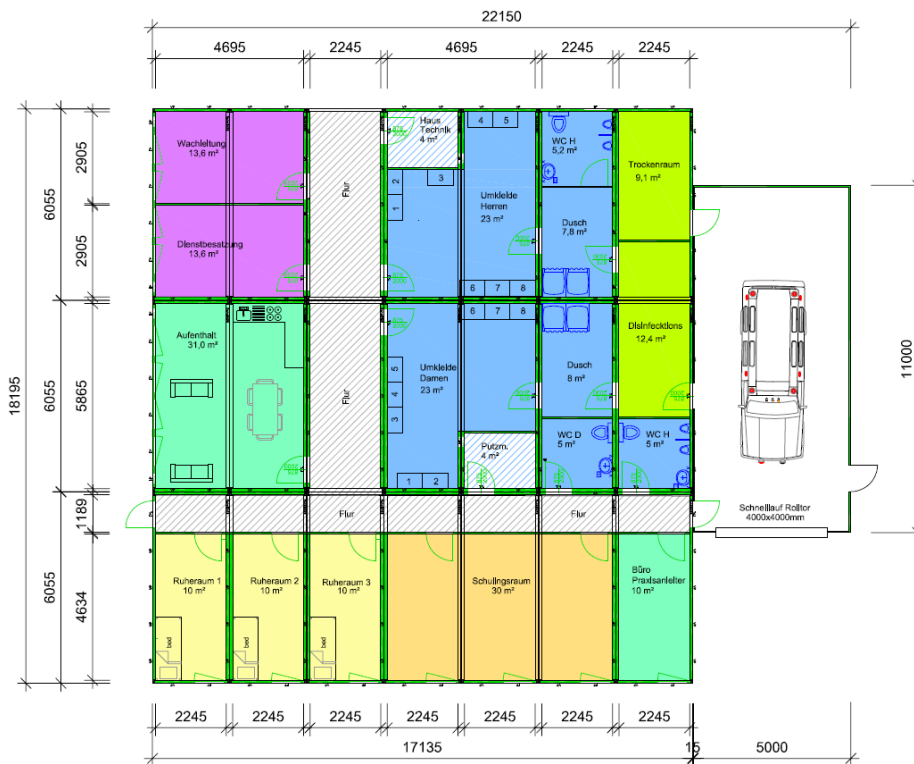 22150
4695
2245
4695
2245
2245
Wachleitung
13,6 m²
Dienstbesatzung
13,6 m²
Flur
Haus
Technik
4 m²
4
5
3
2
1
Umkleide
Herren
23 m²
6
7
8
WC H
5,2 m²
Dusch
7,8 m²
Trockenraum
9,1 m²
Aufenthalt
31,0 m²
Flur
6
7
8
Umkleide
Damen
23 m²
5
4
3
1
2
Putzm.
4 m²
Dusch
8 m²
WC D
5 m²
Disinfecktions
12,4 m²
WC H
5 m²
Flur
Flur
Schnelllauf Rolltor
4000x4000mm
Ruheraum 1
10 m²
bed
Ruheraum 2
10 m²
bed
Ruheraum 3
10 m²
bed
Schulingsraum
30 m²
Büro
Praxisanleiter
10 m²
18195
6055
6055
6055
2905
2905
5865
1189
4634
11000
2245
2245
2245
2245
2245
2245
2245
17135
15
5000